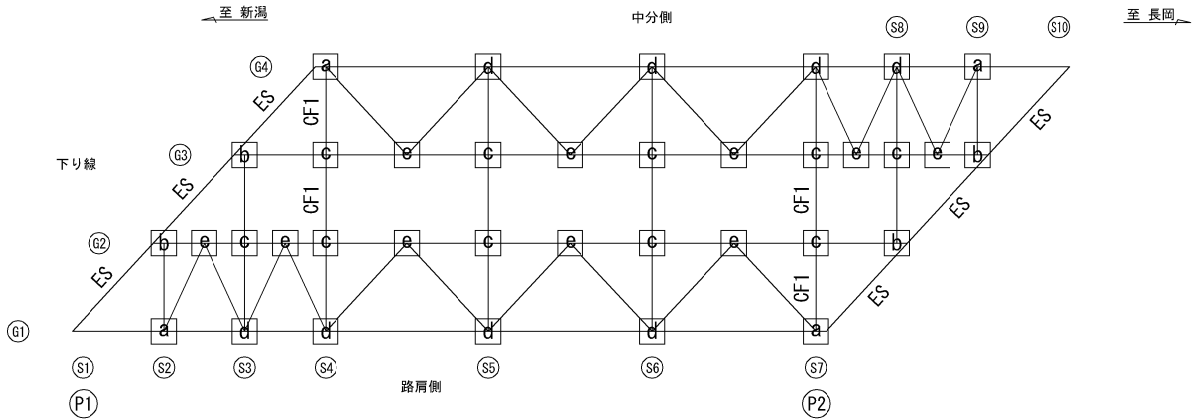 至 新潟
中分側
至 長岡
S8 S9 S10
G4 a d d d d a
ES CF1 ES
下り線
G3 b c e c e c e c e c e b
ES CF1 CF1 ES
G2 b e c e c e c e c e c b
ES CF1 ES
G1 a d d d d a
S1 S2 S3 S4 S5 S6 S7
P1 路肩側 P2